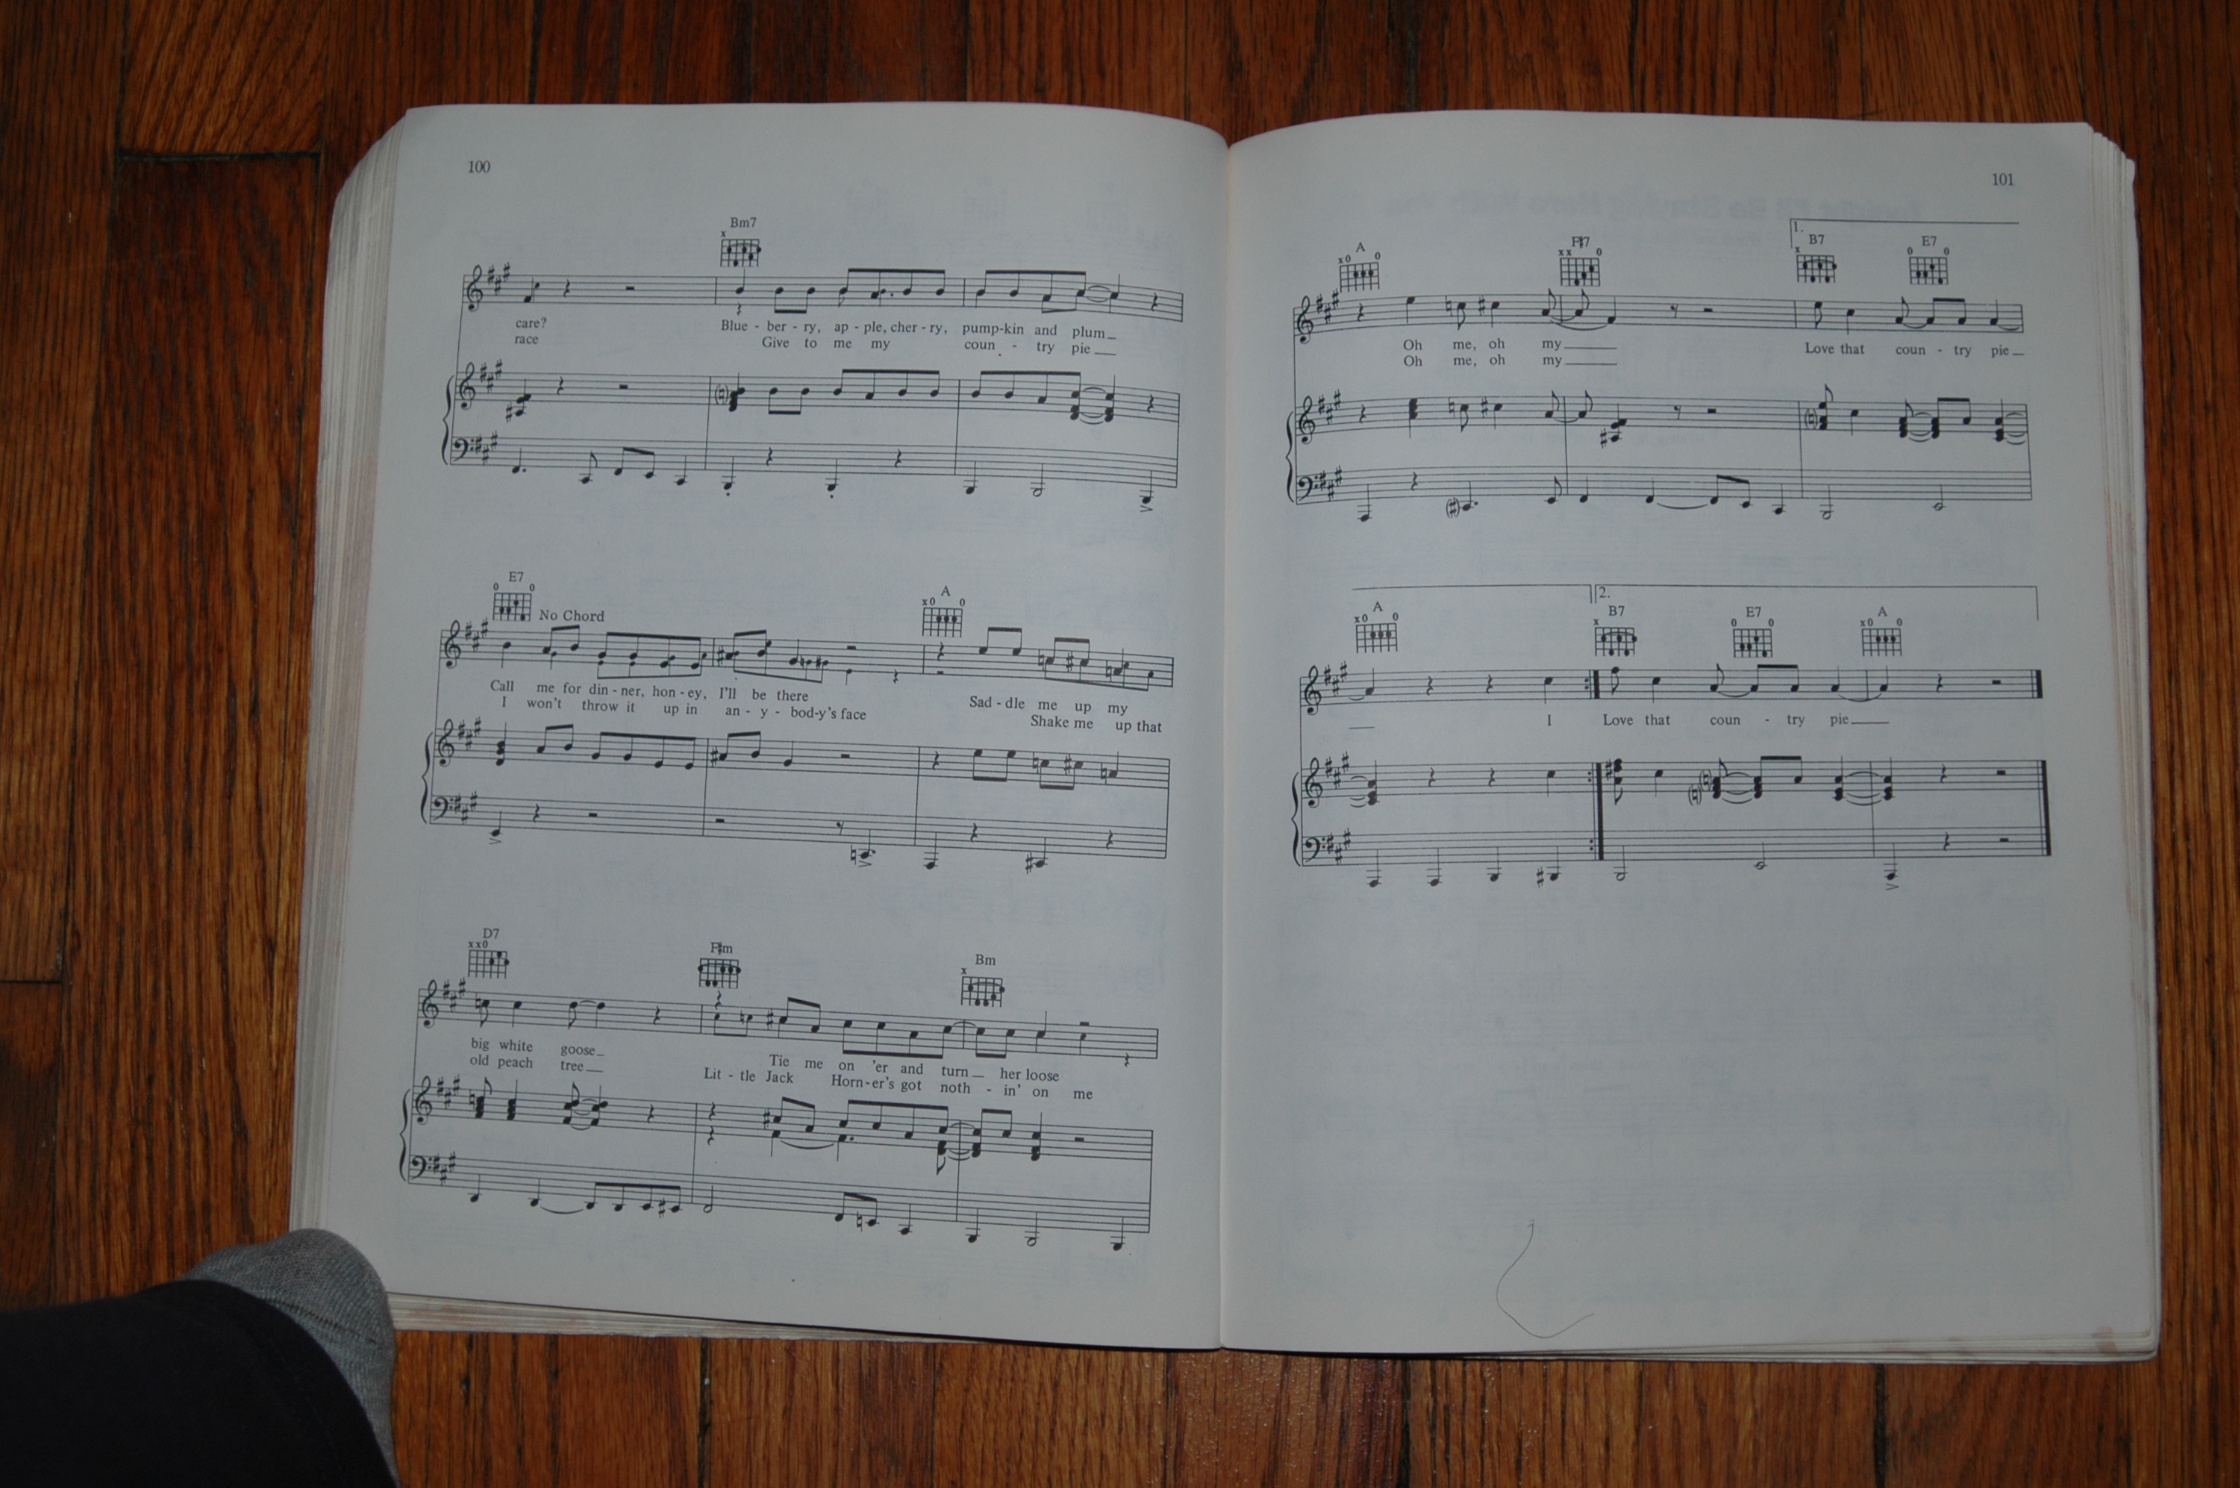 100
Bm7
care? Blue - ber - ry, ap - ple, cher - ry, pump-kin and plum
race Give to me my coun - try pie
E7 A
No Chord
Call me for din - ner, hon - ey, I'll be there Sad - dle me up my
I won't throw it up in an - y - bod-y's face Shake me up that
D7 F♯m Bm
big white goose Tie me on 'er and turn her loose
old peach tree Lit - tle Jack Horn-er's got noth - in' on me
101
1.
A F♯7 B7 E7
Oh me, oh my Love that coun - try pie
Oh me, oh my
2.
A B7 E7 A
I Love that coun - try pie